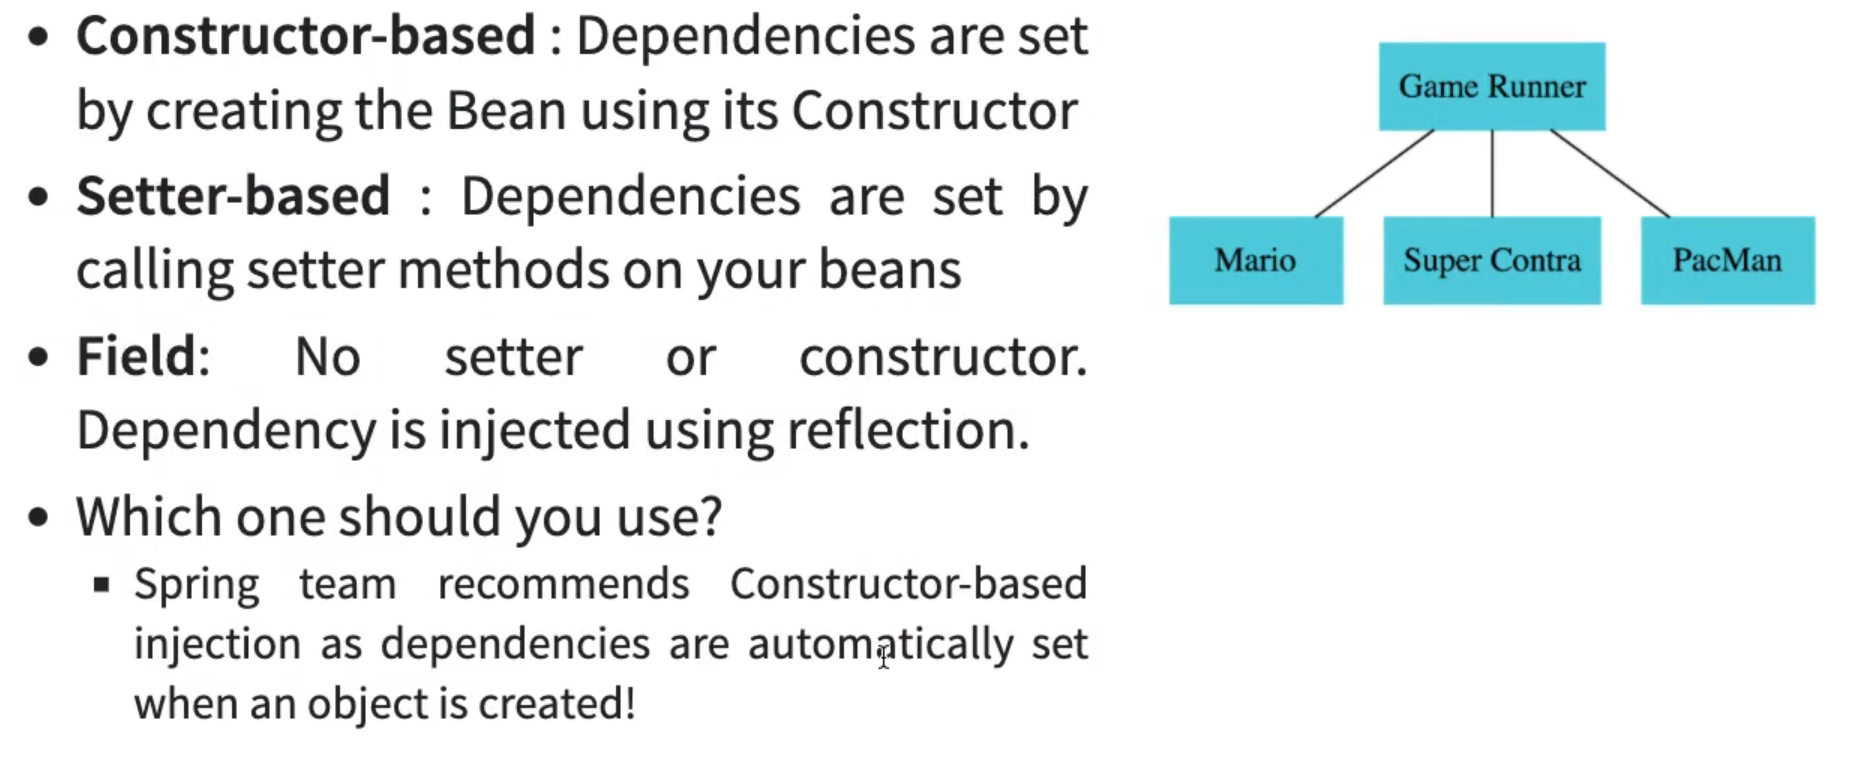 • Constructor-based : Dependencies are set
by creating the Bean using its Constructor
• Setter-based : Dependencies are set by
calling setter methods on your beans
• Field: No setter or constructor.
Dependency is injected using reflection.
• Which one should you use?
▪ Spring team recommends Constructor-based
injection as dependencies are automatically set
when an object is created!
Game Runner
Mario
Super Contra
PacMan